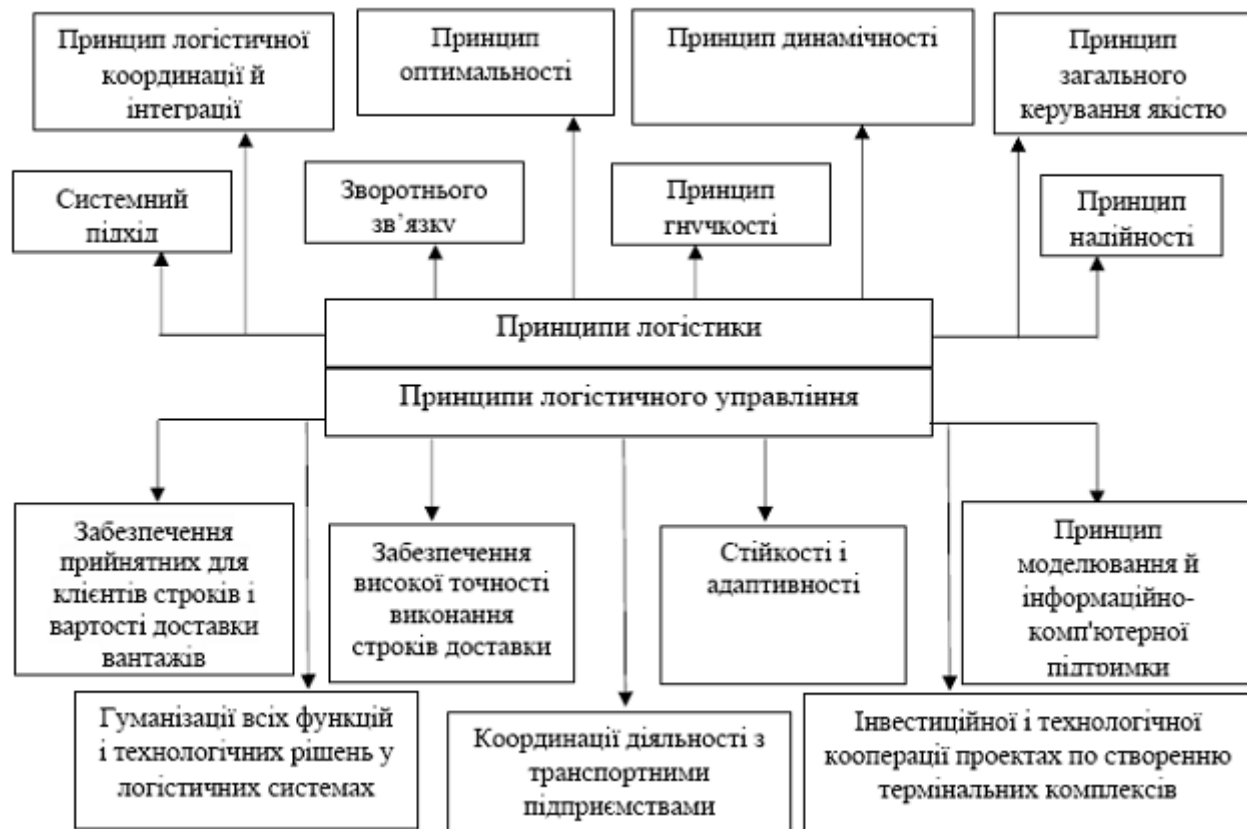 Принцип логістичної
координації й
інтеграції
Принцип
оптимальності
Принцип динамічності
Принцип
загального
керування якістю
Системний
підхід
Зворотнього
зв’язку
Принцип
гнучкості
Принцип
надійності
Принципи логістики
Принципи логістичного управління
Забезпечення
прийнятних для
клієнтів строків і
вартості доставки
вантажів
Забезпечення
високої точності
виконання
строків доставки
Стійкості і
адаптивності
Принцип
моделювання й
інформаційно-
комп'ютерної
підтримки
Гуманізації всіх функцій
і технологічних рішень у
логістичних системах
Координації діяльності з
транспортними
підприємствами
Інвестиційної і технологічної
кооперації проектах по створенню
термінальних комплексів